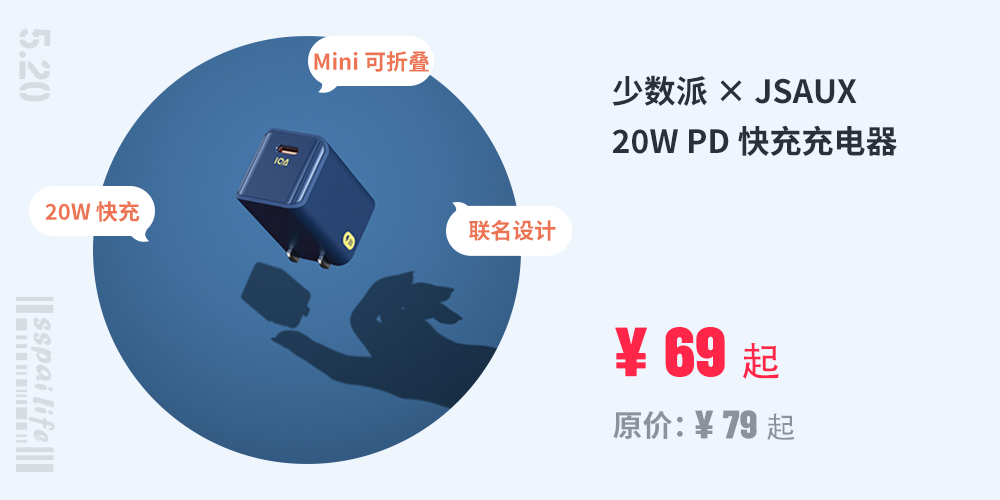 5.20
Mini 可折叠
20W 快充
联名设计
sspai life
少数派 × JSAUX
20W PD 快充充电器
¥ 69 起
原价：¥ 79 起